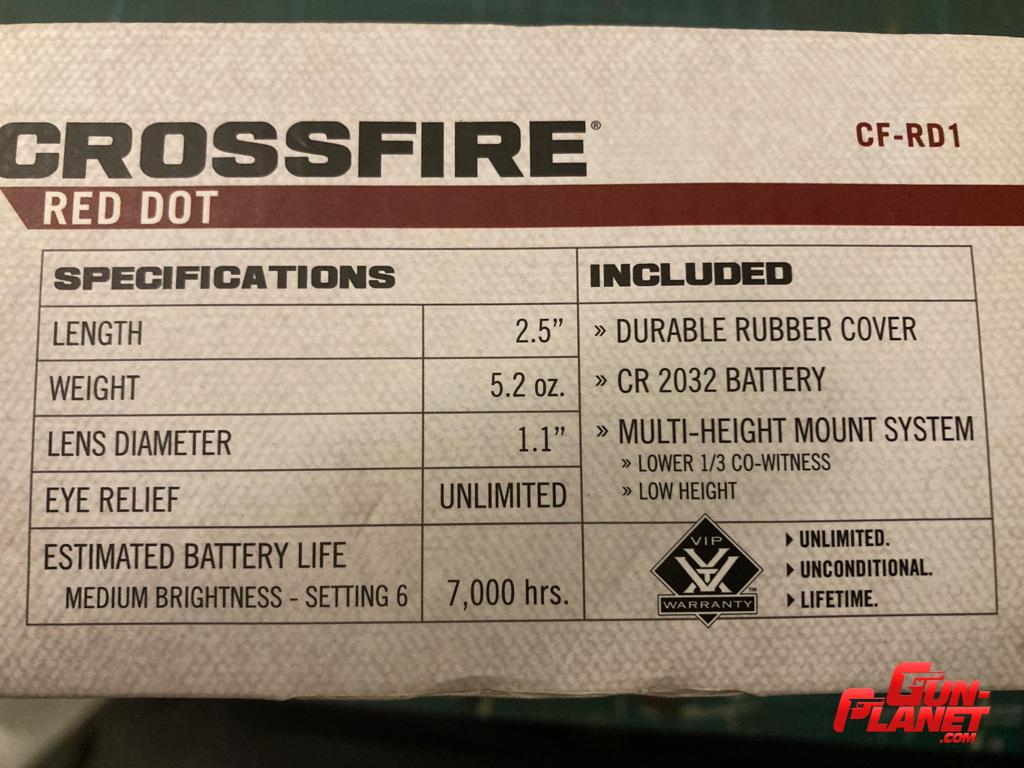 CROSSFIRE®
CF-RD1
RED DOT
SPECIFICATIONS
LENGTH 2.5”
WEIGHT 5.2 oz.
LENS DIAMETER 1.1”
EYE RELIEF UNLIMITED
ESTIMATED BATTERY LIFE
MEDIUM BRIGHTNESS - SETTING 6 7,000 hrs.
INCLUDED
» DURABLE RUBBER COVER
» CR 2032 BATTERY
» MULTI-HEIGHT MOUNT SYSTEM
» LOWER 1/3 CO-WITNESS
» LOW HEIGHT
VIP
WARRANTY™
UNLIMITED.
UNCONDITIONAL.
LIFETIME.
GUN-
PLANET
.COM